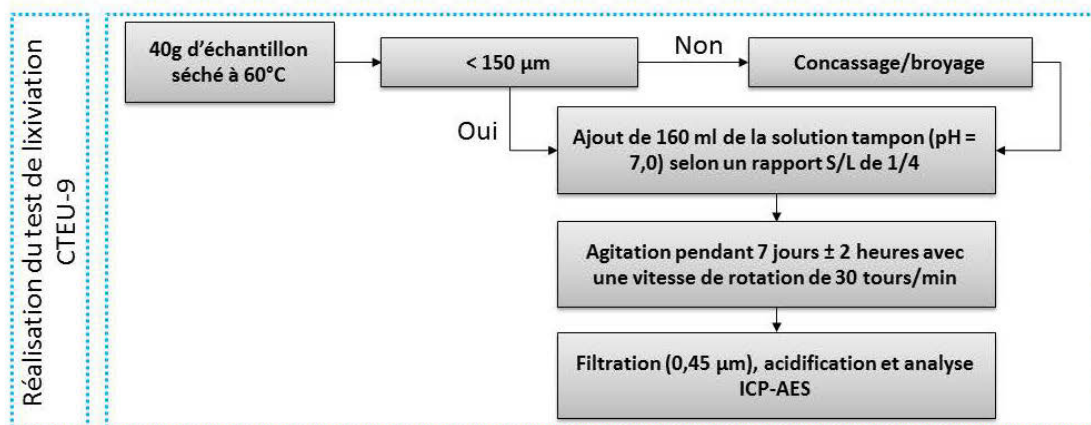 Réalisation du test de lixiviation
CTEU-9
40g d'échantillon
séché à 60°C
< 150 µm
Non
Concassage/broyage
Oui
Ajout de 160 ml de la solution tampon (pH =
7,0) selon un rapport S/L de 1/4
Agitation pendant 7 jours ± 2 heures avec
une vitesse de rotation de 30 tours/min
Filtration (0,45 µm), acidification et analyse
ICP-AES